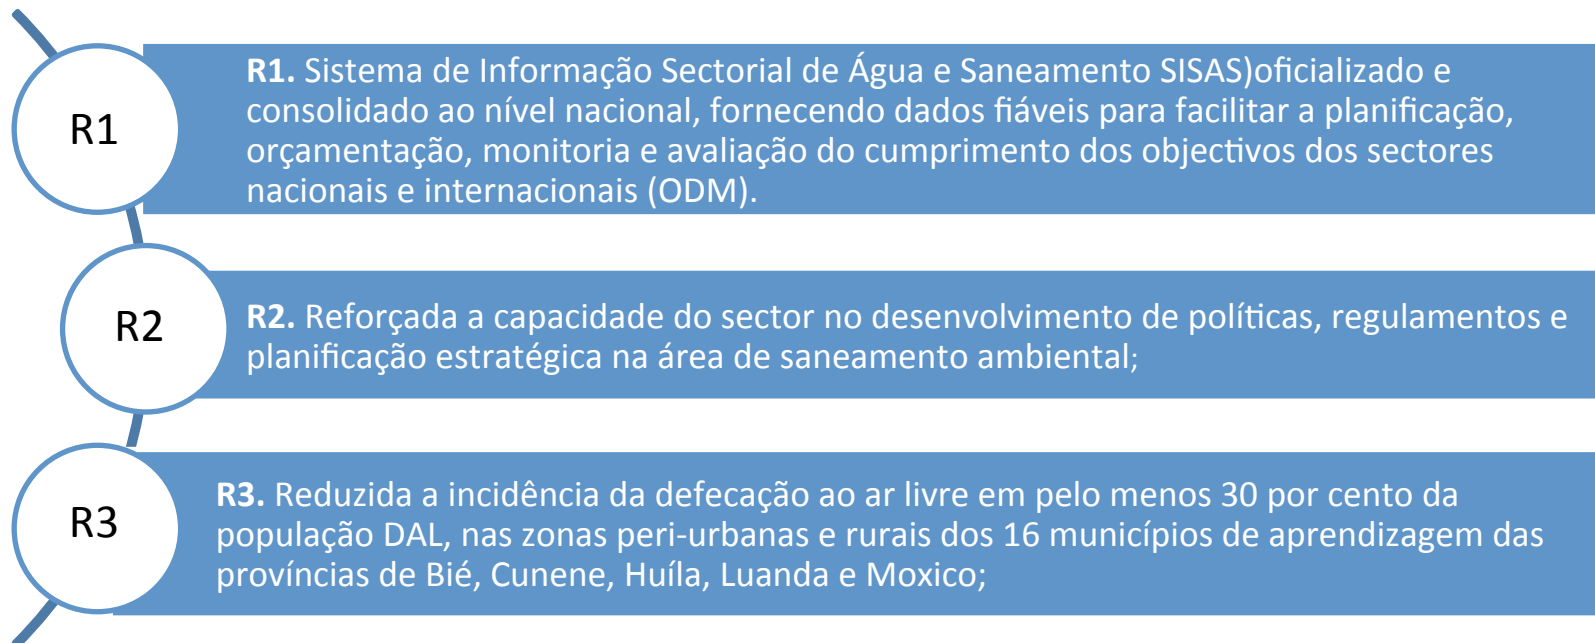 R1
R1. Sistema de Informação Sectorial de Água e Saneamento SISAS)oficializado e
consolidado ao nível nacional, fornecendo dados fiáveis para facilitar a planificação,
orçamentação, monitoria e avaliação do cumprimento dos objectivos dos sectores
nacionais e internacionais (ODM).
R2
R2. Reforçada a capacidade do sector no desenvolvimento de políticas, regulamentos e
planificação estratégica na área de saneamento ambiental;
R3
R3. Reduzida a incidência da defecação ao ar livre em pelo menos 30 por cento da
população DAL, nas zonas peri-urbanas e rurais dos 16 municípios de aprendizagem das
províncias de Bié, Cunene, Huíla, Luanda e Moxico;